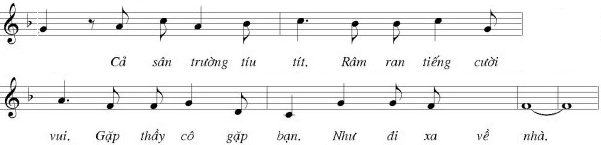 Cả sân trường tíu tít. Râm ran tiếng cười
vui. Gặp thầy cô gặp bạn. Như đi xa về nhà.